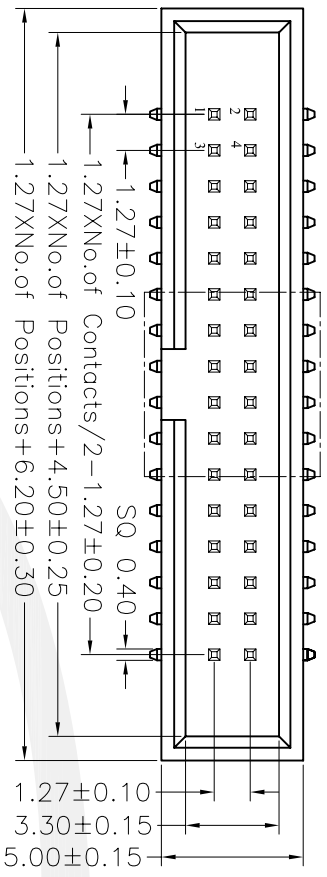 1 2
3 4
1.27±0.10
SQ 0.40
1.27XNo.of Contacts/2-1.27±0.20
1.27XNo.of Positions+4.50±0.25
1.27XNo.of Positions+6.20±0.30
1.27±0.10
3.30±0.15
5.00±0.15